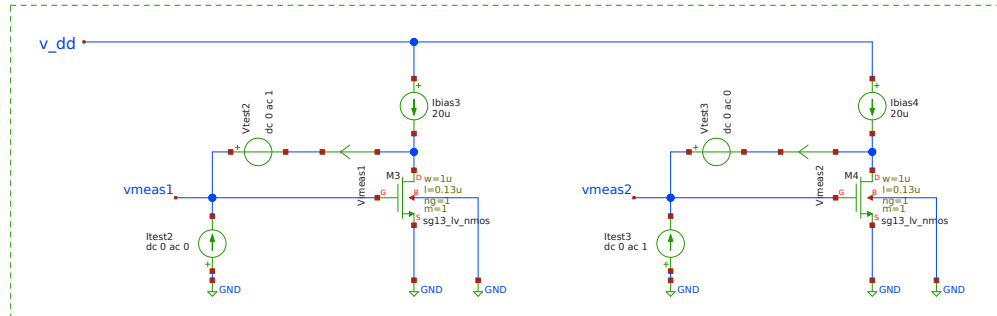 v_dd
Vtest2
dc 0 ac 1
+
+
Ibias3
20u
Vmeas1
vmeas1
M3
D
G
B
S
w=1u
l=0.13u
ng=1
m=1
sg13_lv_nmos
Itest2
dc 0 ac 0
+
GND
GND
GND
Vtest3
dc 0 ac 0
+
+
Ibias4
20u
Vmeas2
vmeas2
M4
D
G
B
S
w=1u
l=0.13u
ng=1
m=1
sg13_lv_nmos
Itest3
dc 0 ac 1
+
GND
GND
GND